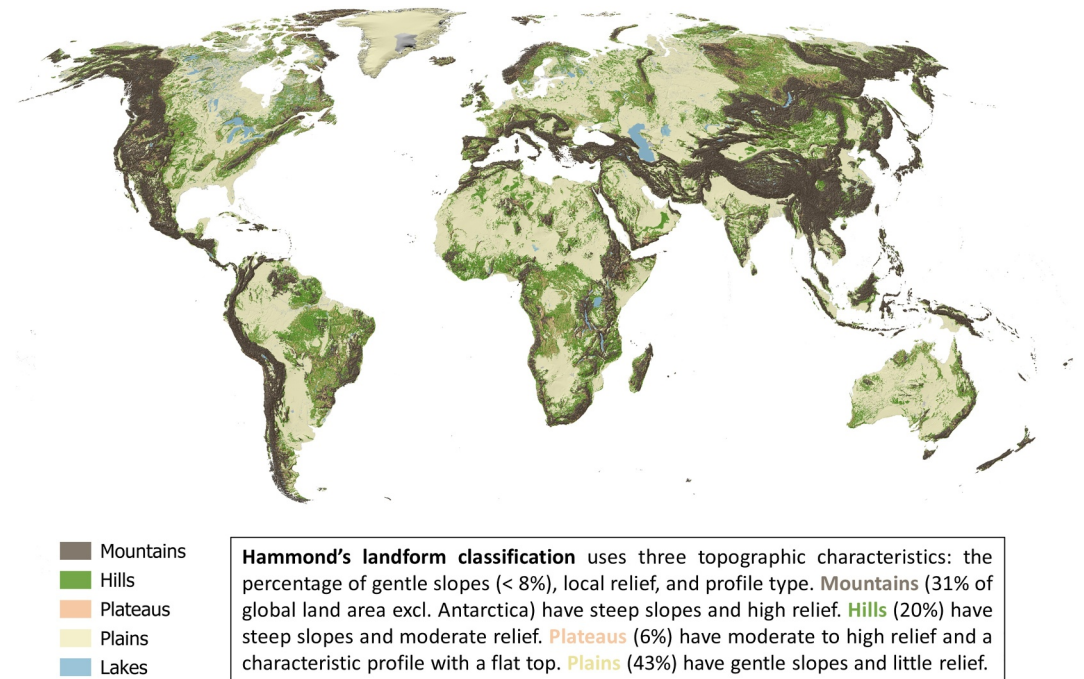 Mountains
Hills
Plateaus
Plains
Lakes
Hammond's landform classification uses three topographic characteristics: the
percentage of gentle slopes (< 8%), local relief, and profile type. Mountains (31% of
global land area excl. Antarctica) have steep slopes and high relief. Hills (20%) have
steep slopes and moderate relief. Plateaus (6%) have moderate to high relief and a
characteristic profile with a flat top. Plains (43%) have gentle slopes and little relief.